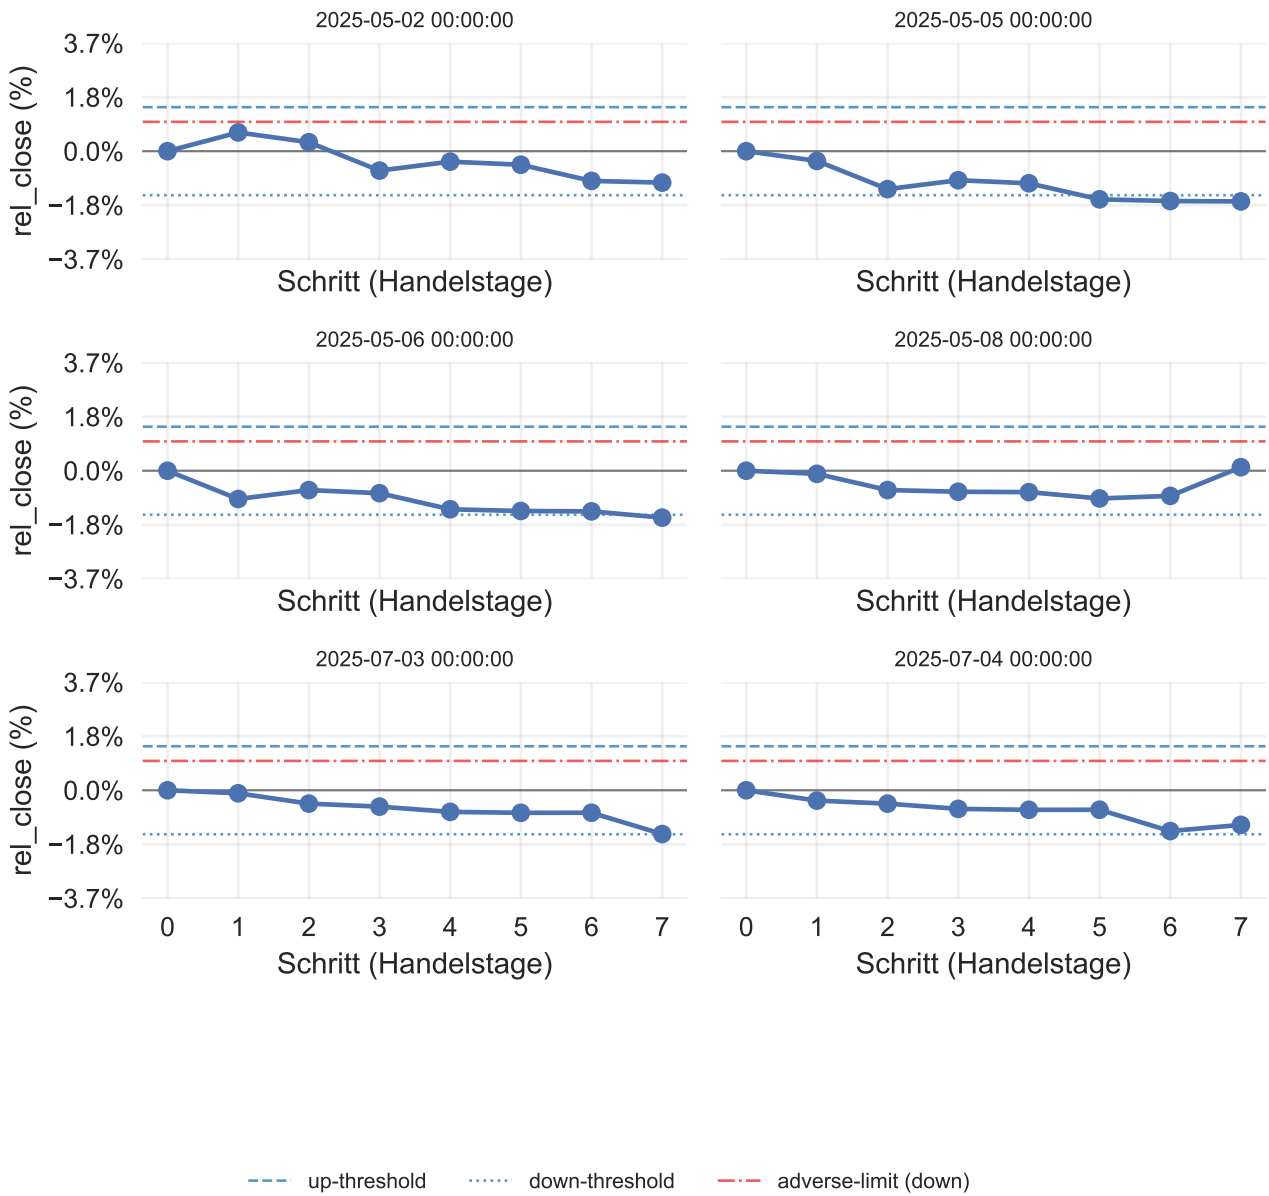 2025-05-02 00:00:00
2025-05-05 00:00:00
rel_close (%)
3.7%
1.8%
0.0%
−1.8%
−3.7%
Schritt (Handelstage)
Schritt (Handelstage)
2025-05-06 00:00:00
2025-05-08 00:00:00
rel_close (%)
3.7%
1.8%
0.0%
−1.8%
−3.7%
Schritt (Handelstage)
Schritt (Handelstage)
2025-07-03 00:00:00
2025-07-04 00:00:00
rel_close (%)
3.7%
1.8%
0.0%
−1.8%
−3.7%
0 1 2 3 4 5 6 7
0 1 2 3 4 5 6 7
Schritt (Handelstage)
Schritt (Handelstage)
up-threshold
down-threshold
adverse-limit (down)